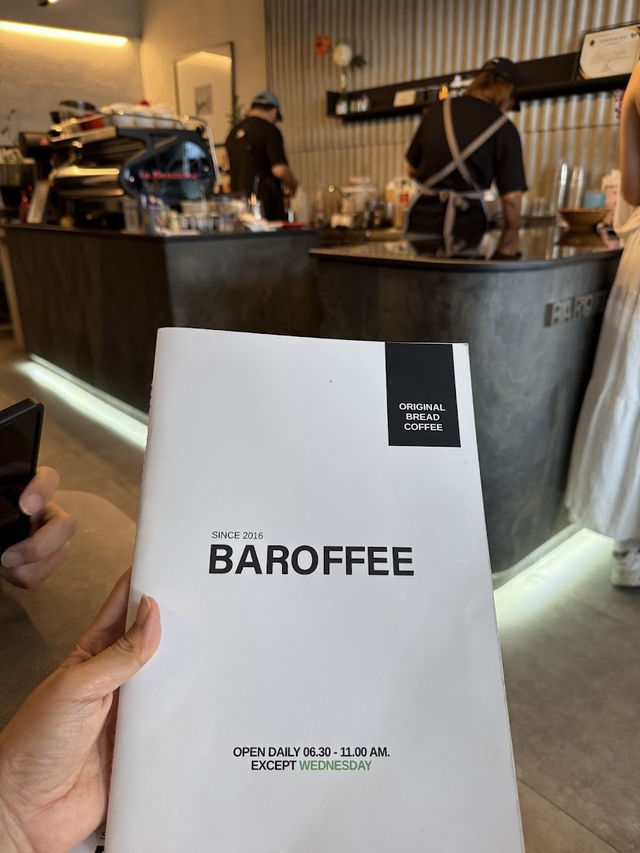 ORIGINAL
BREAD
COFFEE
SINCE 2016
BAROFFEE
OPEN DAILY 06.30 - 11.00 AM.
EXCEPT WEDNESDAY